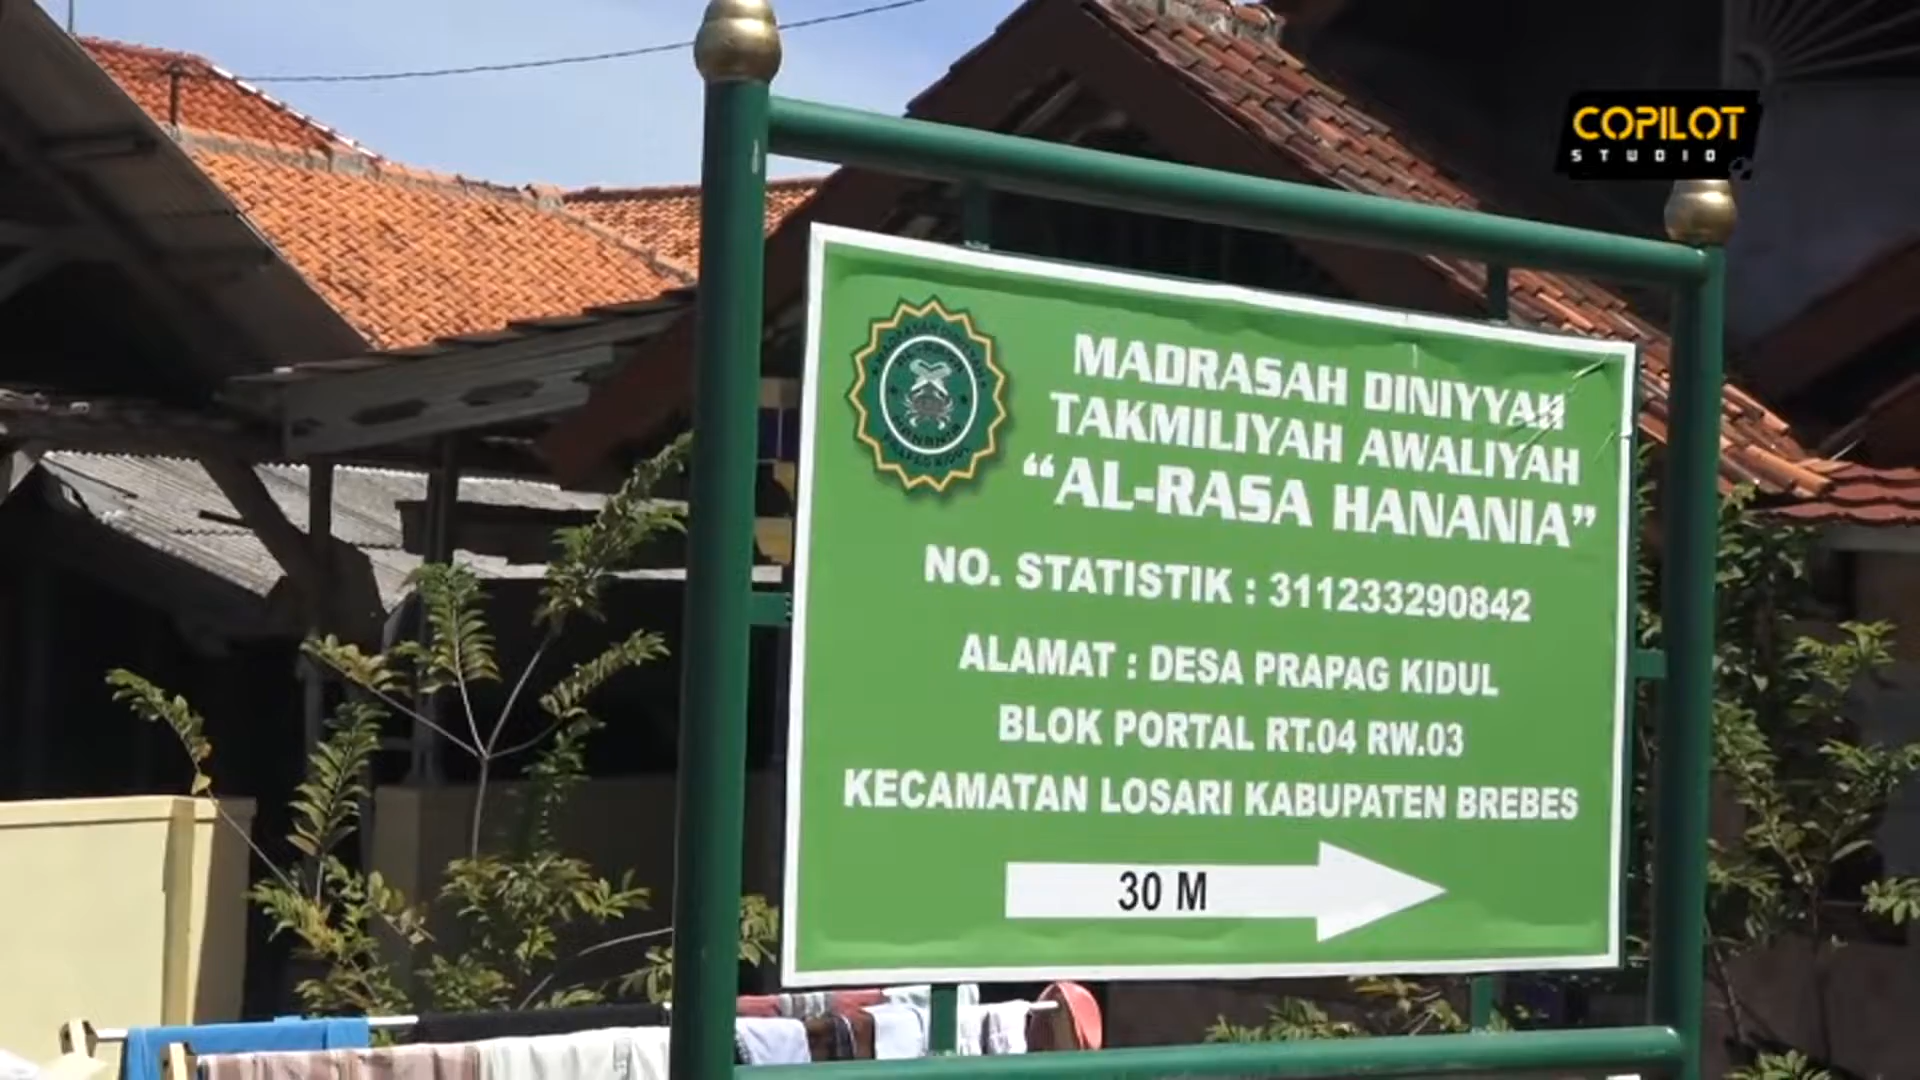 COPILOT
STUDIO
MADRASAH DINIYYAH
TAKMILIYAH AWALIYAH
“AL-RASA HANANIA”
NO. STATISTIK : 311233290842
ALAMAT : DESA PRAPAG KIDUL
BLOK PORTAL RT.04 RW.03
KECAMATAN LOSARI KABUPATEN BREBES
30 M